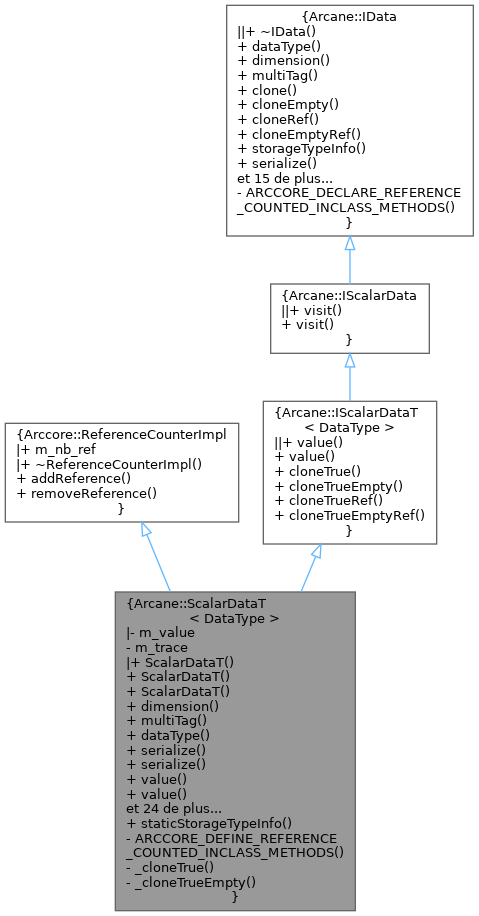 {Arcane::IData
||+ ~IData()
+ dataType()
+ dimension()
+ multiTag()
+ clone()
+ cloneEmpty()
+ cloneRef()
+ cloneEmptyRef()
+ storageTypeInfo()
+ serialize()
et 15 de plus...
- ARCCORE_DECLARE_REFERENCE
_COUNTED_INCLASS_METHODS()
}
{Arcane::IScalarData
||+ visit()
+ visit()
}
{Arcane::IScalarDataT
< DataType >
||+ value()
+ value()
+ cloneTrue()
+ cloneTrueEmpty()
+ cloneTrueRef()
+ cloneTrueEmptyRef()
}
{Arccore::ReferenceCounterImpl
|+ m_nb_ref
|+ ~ReferenceCounterImpl()
+ addReference()
+ removeReference()
}
{Arcane::ScalarDataT
< DataType >
|- m_value
- m_trace
|+ ScalarDataT()
+ ScalarDataT()
+ ScalarDataT()
+ dimension()
+ multiTag()
+ dataType()
+ serialize()
+ serialize()
+ value()
+ value()
et 24 de plus...
+ staticStorageTypeInfo()
- ARCCORE_DEFINE_REFERENCE
_COUNTED_INCLASS_METHODS()
- _cloneTrue()
- _cloneTrueEmpty()
}